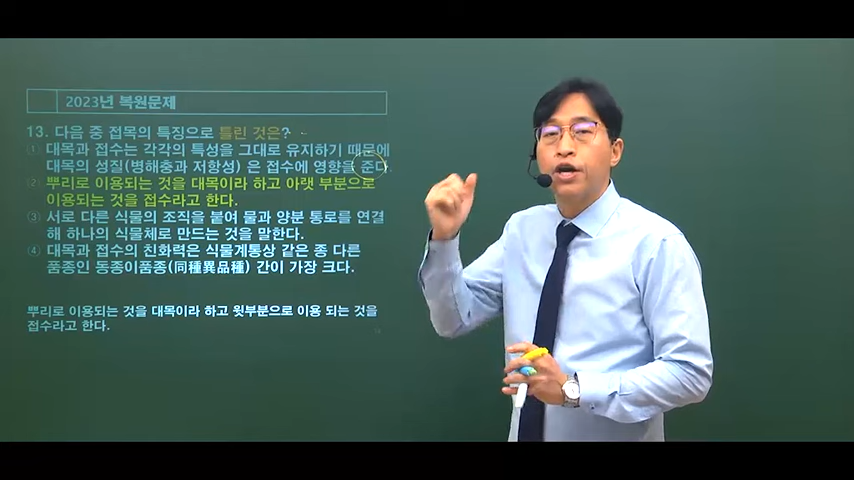 2023년 복원문제
13. 다음 중 접목의 특징으로 틀린 것은?
① 대목과 접수는 각각의 특성을 그대로 유지하기 때문에
대목의 성질(병해충과 저항성) 은 접수에 영향을 준다.
② 뿌리로 이용되는 것을 대목이라 하고 아랫 부분으로
이용되는 것을 접수라고 한다.
③ 서로 다른 식물의 조직을 붙여 물과 양분 통로를 연결
해 하나의 식물체로 만드는 것을 말한다.
④ 대목과 접수의 친화력은 식물계통상 같은 종 다른
품종인 동종이품종(同種異品種) 간이 가장 크다.
뿌리로 이용되는 것을 대목이라 하고 윗부분으로 이용 되는 것을
접수라고 한다.